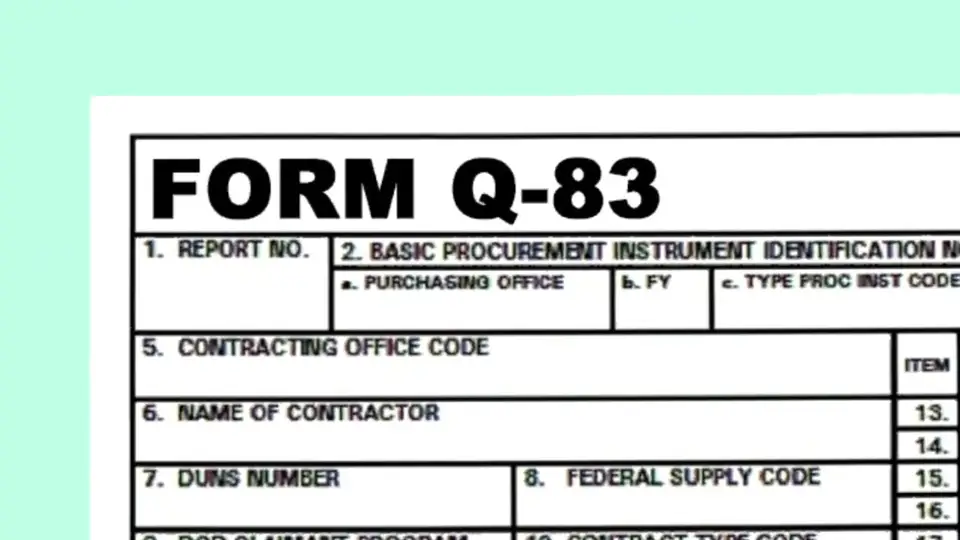 FORM Q-83
1. REPORT NO.
2. BASIC PROCUREMENT INSTRUMENT IDENTIFICATION
a. PURCHASING OFFICE
b. FY
c. TYPE PROC INST CODE
5. CONTRACTING OFFICE CODE
ITEM
6. NAME OF CONTRACTOR
13.
14.
7. DUNS NUMBER
8. FEDERAL SUPPLY CODE
15.
16.